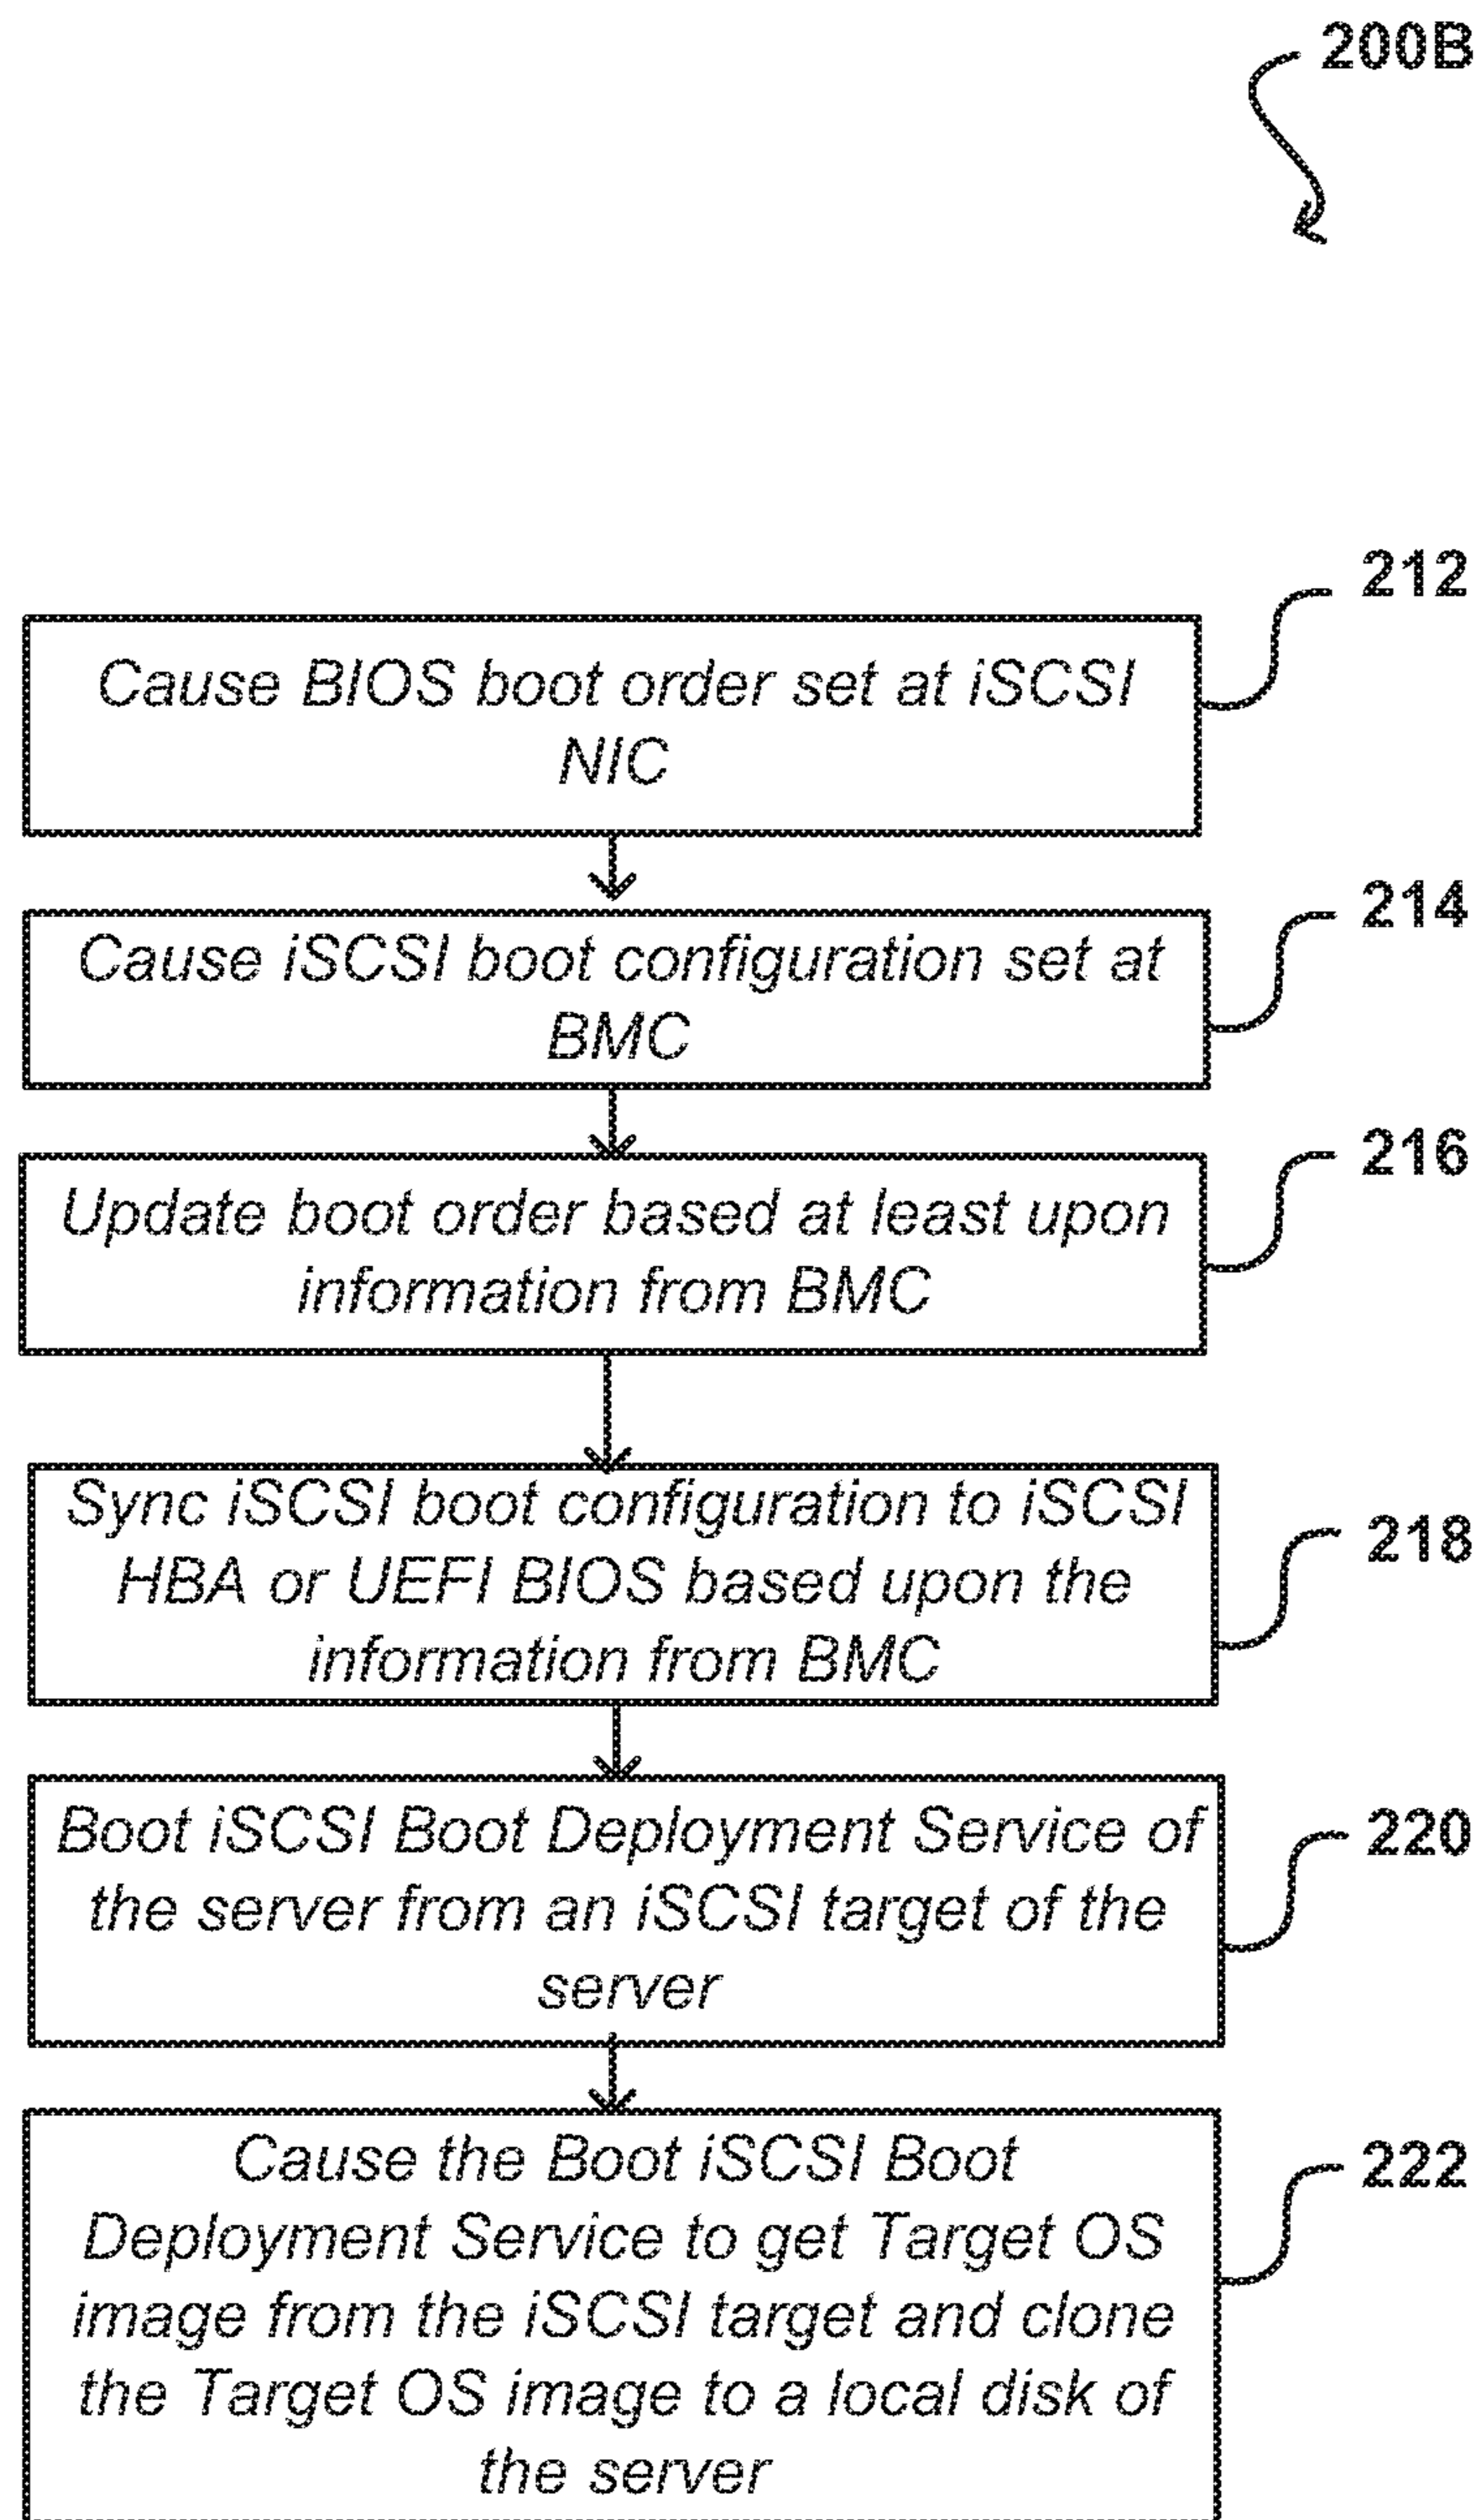 200B
212
Cause BIOS boot order set at iSCSI
NIC
214
Cause iSCSI boot configuration set at
BMC
216
Update boot order based at least upon
information from BMC
218
Sync iSCSI boot configuration to iSCSI
HBA or UEFI BIOS based upon the
information from BMC
220
Boot iSCSI Boot Deployment Service of
the server from an iSCSI target of the
server
222
Cause the Boot iSCSI Boot
Deployment Service to get Target OS
image from the iSCSI target and clone
the Target OS image to a local disk of
the server